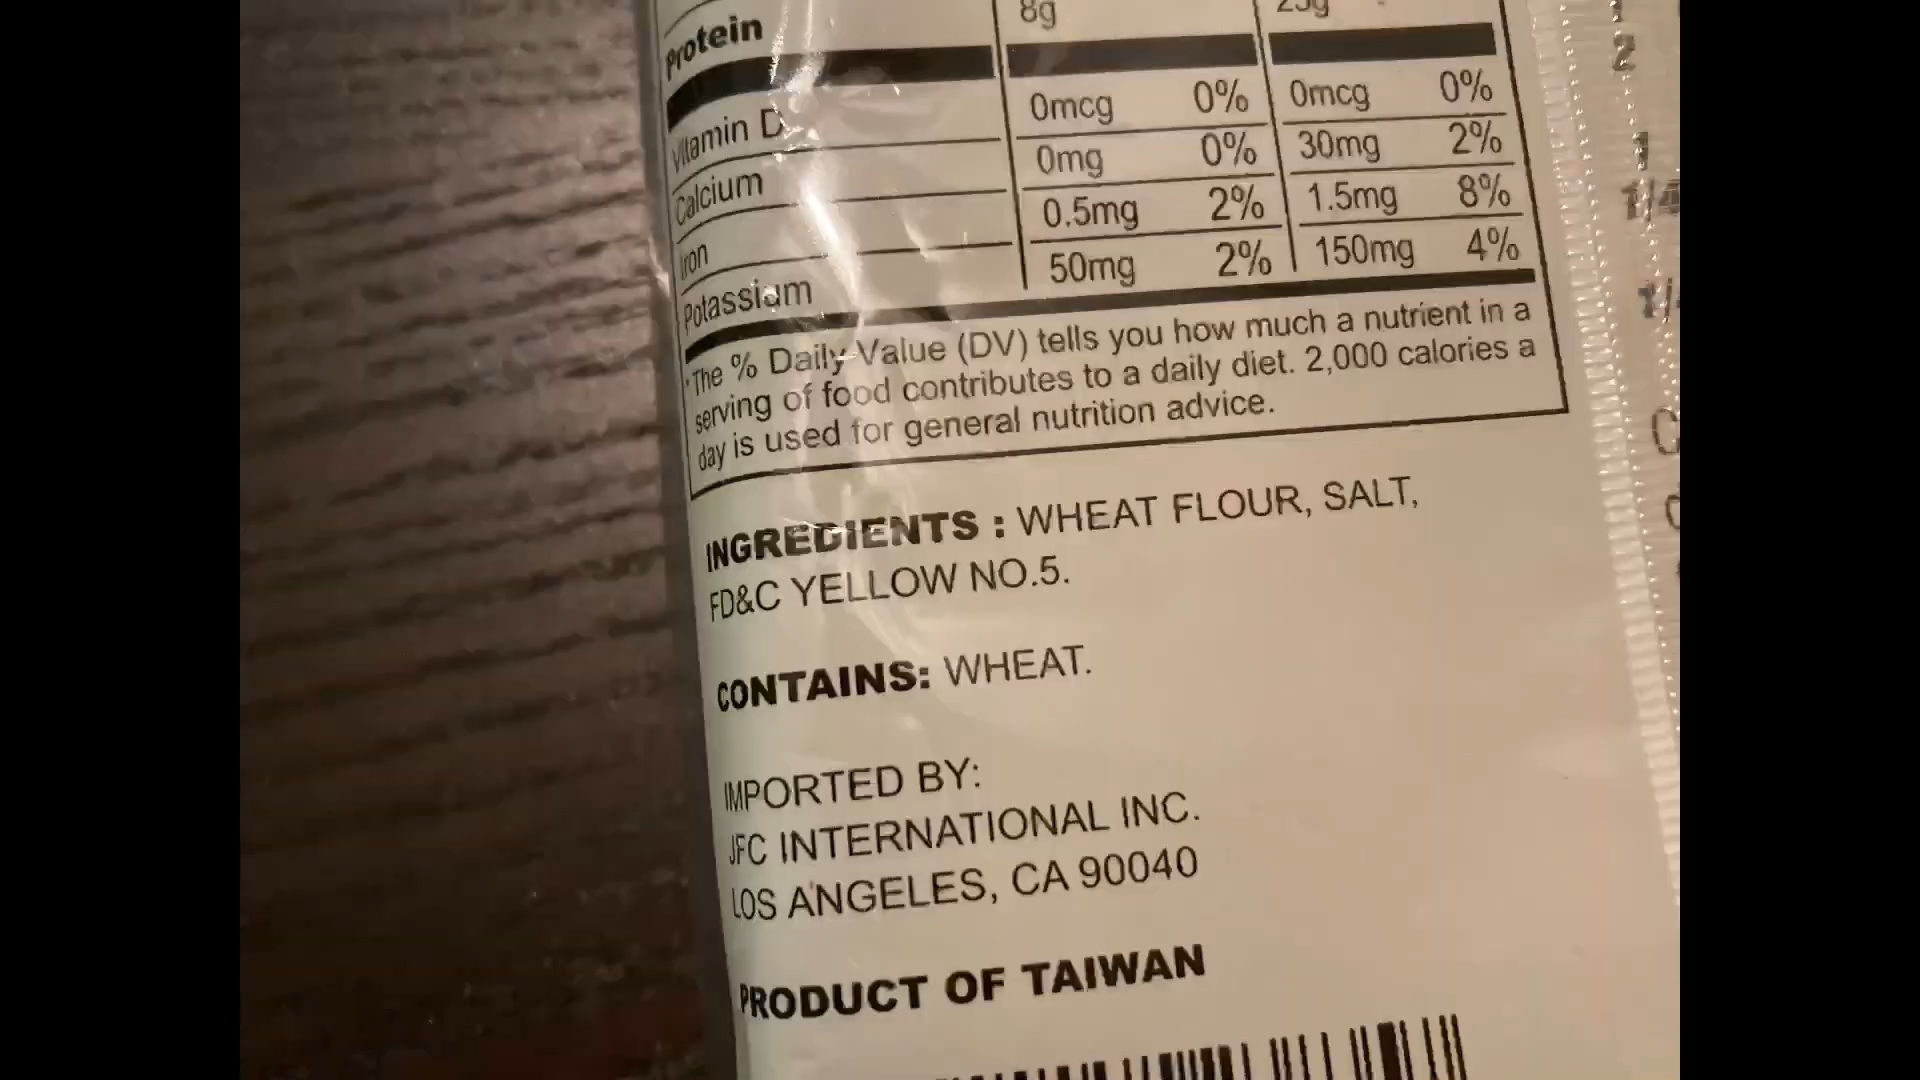 Protein 8g
Vitamin D 0mcg 0% 0mcg 0%
Calcium 0mg 0% 30mg 2%
Iron 0.5mg 2% 1.5mg 8%
Potassium 50mg 2% 150mg 4%
*The % Daily Value (DV) tells you how much a nutrient in a
serving of food contributes to a daily diet. 2,000 calories a
day is used for general nutrition advice.
INGREDIENTS : WHEAT FLOUR, SALT,
FD&C YELLOW NO.5.
CONTAINS: WHEAT.
IMPORTED BY:
JFC INTERNATIONAL INC.
LOS ANGELES, CA 90040
PRODUCT OF TAIWAN
2
1